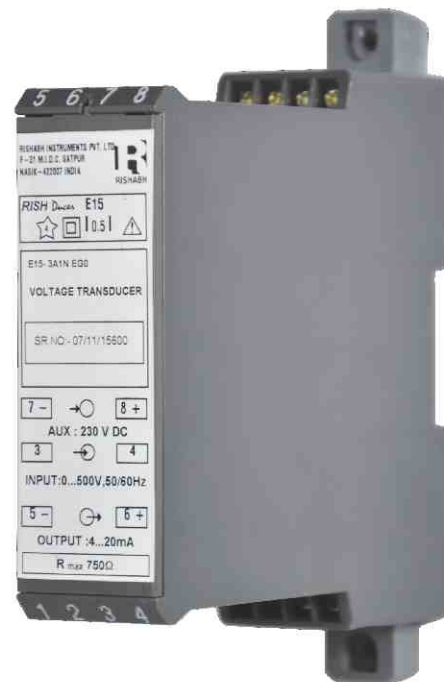 5 6 7 8
RISHABH INSTRUMENTS PVT. LTD.
F-31 M.I.D.C. SATPUR
NASIK-422007 INDIA
R
RISHABH
RISH Ducer E15
4 0.5
E15- 3A1N EG0
VOLTAGE TRANSDUCER
SR NO:- 07/11/15600
7 - 8 +
AUX : 230 V DC
3 4
INPUT:0...500V,50/60Hz
5 - 6 +
OUTPUT :4...20mA
R max 750Ω
1 2 3 4